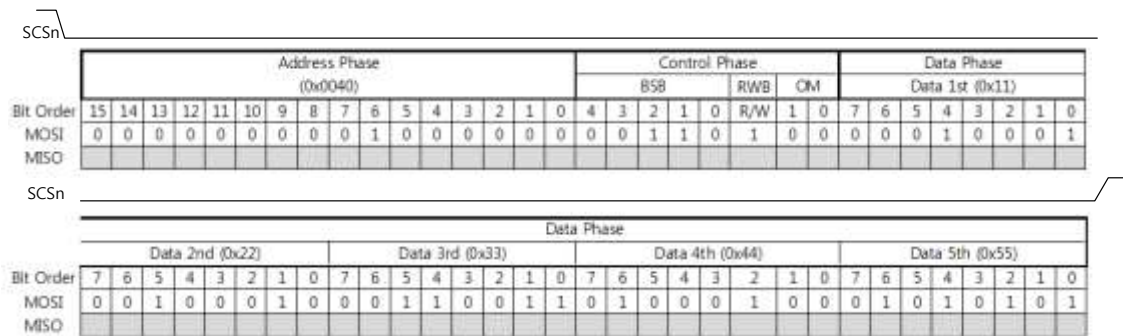 SCSn
Address Phase Control Phase Data Phase
(0x0040) BSB RWB OM Data 1st (0x11)
Bit Order 15 14 13 12 11 10 9 8 7 6 5 4 3 2 1 0 4 3 2 1 0 R/W 1 0 7 6 5 4 3 2 1 0
MOSI 0 0 0 0 0 0 0 0 0 1 0 0 0 0 0 0 0 0 1 1 0 1 0 0 0 0 0 1 0 0 0 1
MISO
SCSn
Data Phase
Data 2nd (0x22) Data 3rd (0x33) Data 4th (0x44) Data 5th (0x55)
Bit Order 7 6 5 4 3 2 1 0 7 6 5 4 3 2 1 0 7 6 5 4 3 2 1 0 7 6 5 4 3 2 1 0
MOSI 0 0 1 0 0 0 1 0 0 0 1 1 0 0 1 1 0 1 0 0 0 1 0 0 0 1 0 1 0 1 0 1
MISO